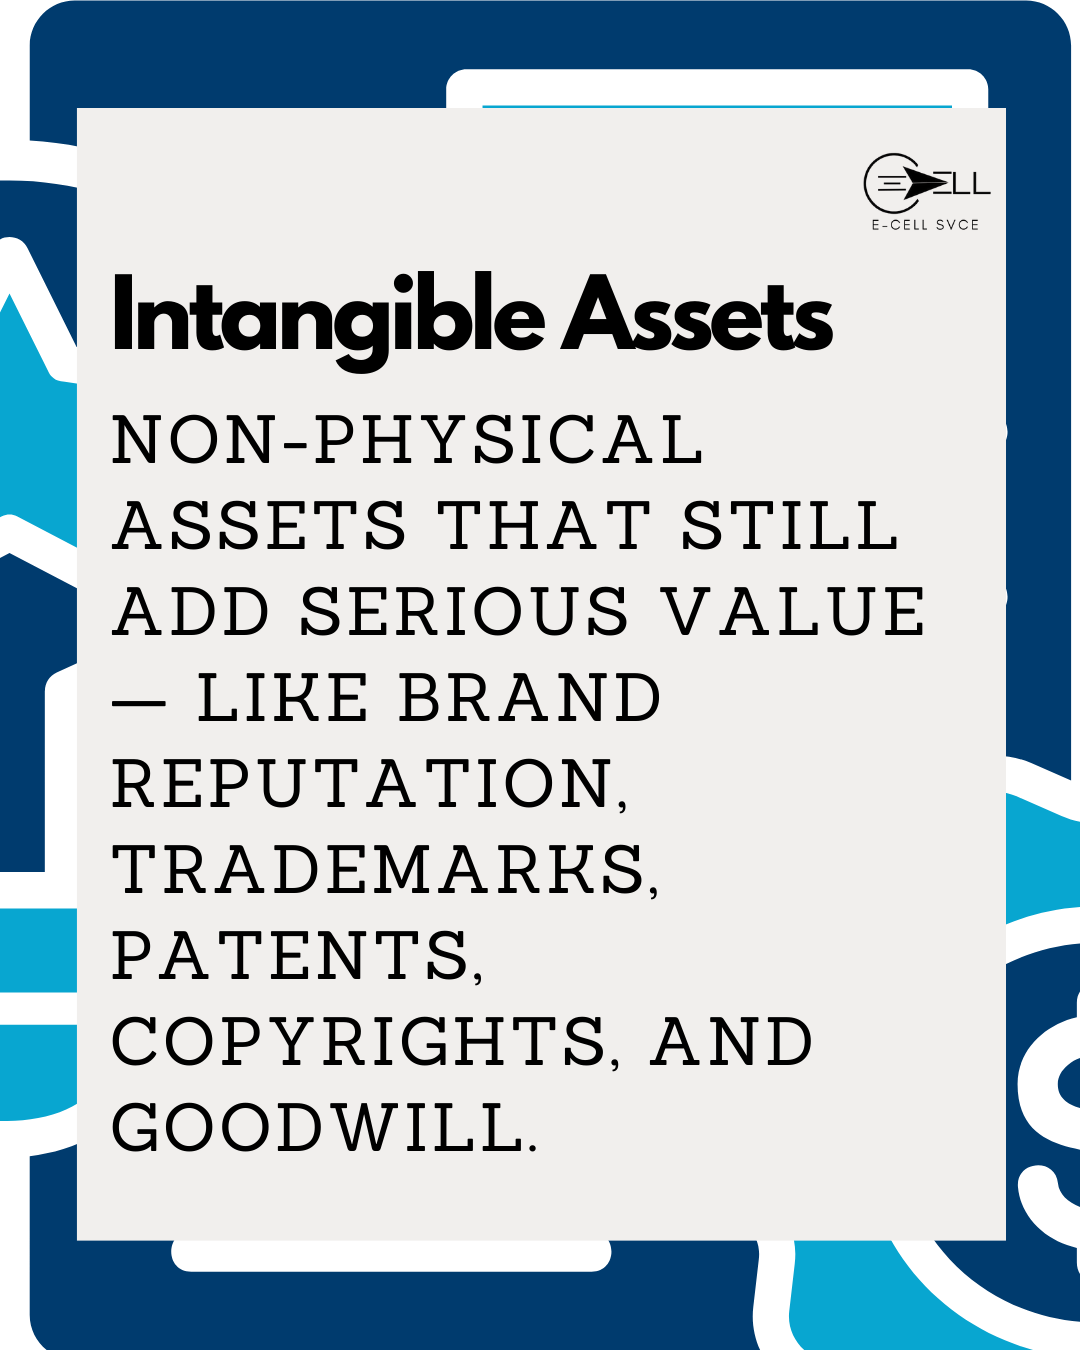 ELL
E-CELL SVCE
Intangible Assets
NON-PHYSICAL
ASSETS THAT STILL
ADD SERIOUS VALUE
— LIKE BRAND
REPUTATION,
TRADEMARKS,
PATENTS,
COPYRIGHTS, AND
GOODWILL.